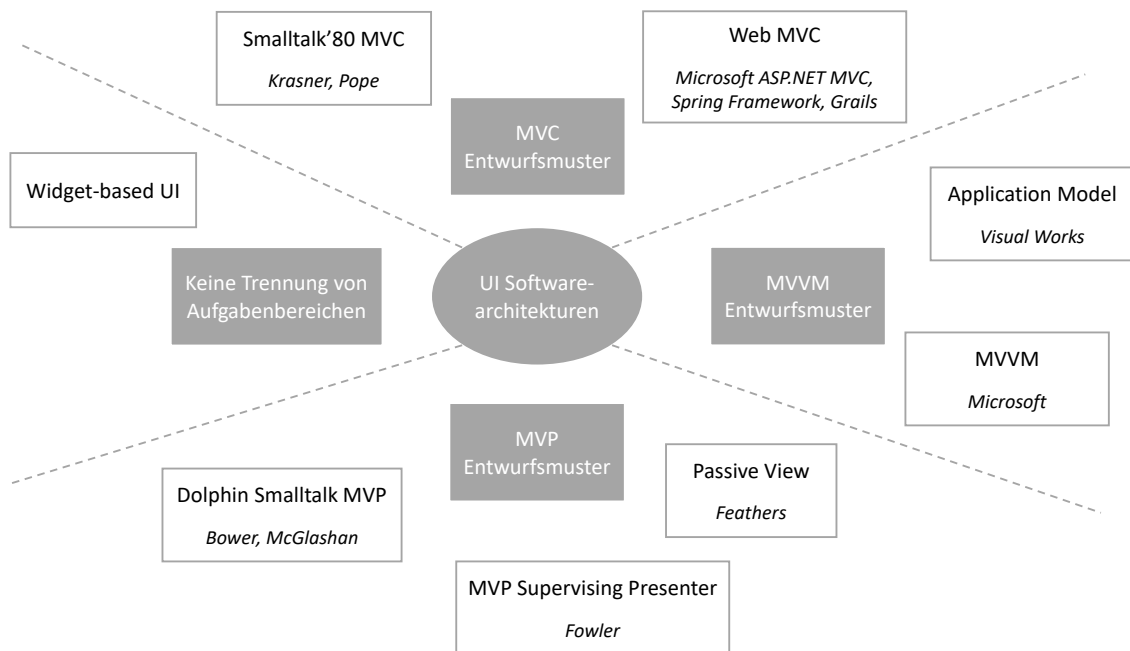 Smalltalk’80 MVC
Krasner, Pope
Web MVC
Microsoft ASP.NET MVC,
Spring Framework, Grails
MVC
Entwurfsmuster
Widget-based UI
Application Model
Visual Works
Keine Trennung von
Aufgabenbereichen
UI Software-
architekturen
MVVM
Entwurfsmuster
MVVM
Microsoft
MVP
Entwurfsmuster
Passive View
Feathers
Dolphin Smalltalk MVP
Bower, McGlashan
MVP Supervising Presenter
Fowler